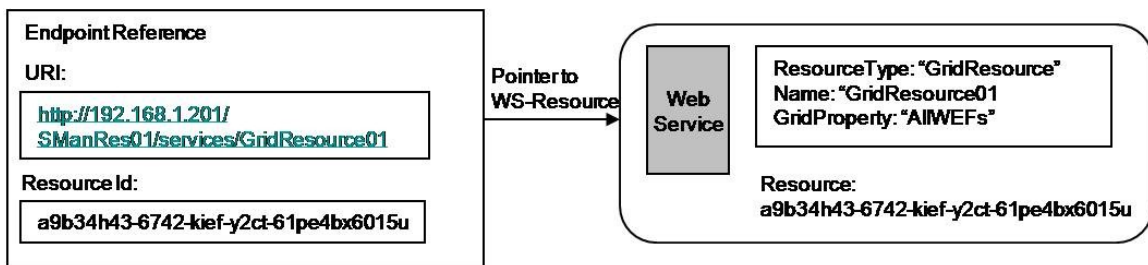 Endpoint Reference
URI:
http://192.168.1.201/
SManRes01/services/GridResource01
Resource Id:
a9b34h43-6742-kief-y2ct-61pe4bx6015u
Pointer to
WS-Resource
Web
Service
ResourceType: “GridResource”
Name: “GridResource01
GridProperty: “AllWEFs”
Resource:
a9b34h43-6742-kief-y2ct-61pe4bx6015u